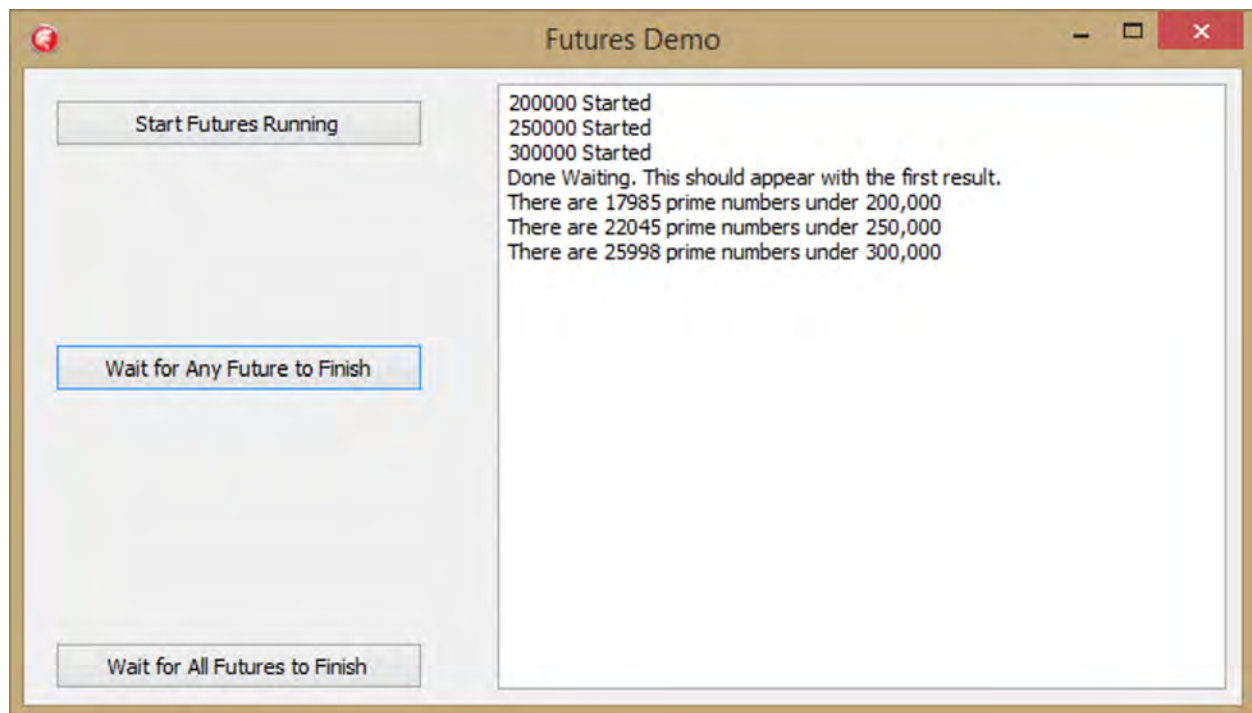 Futures Demo
Start Futures Running
Wait for Any Future to Finish
Wait for All Futures to Finish
200000 Started
250000 Started
300000 Started
Done Waiting. This should appear with the first result.
There are 17985 prime numbers under 200,000
There are 22045 prime numbers under 250,000
There are 25998 prime numbers under 300,000